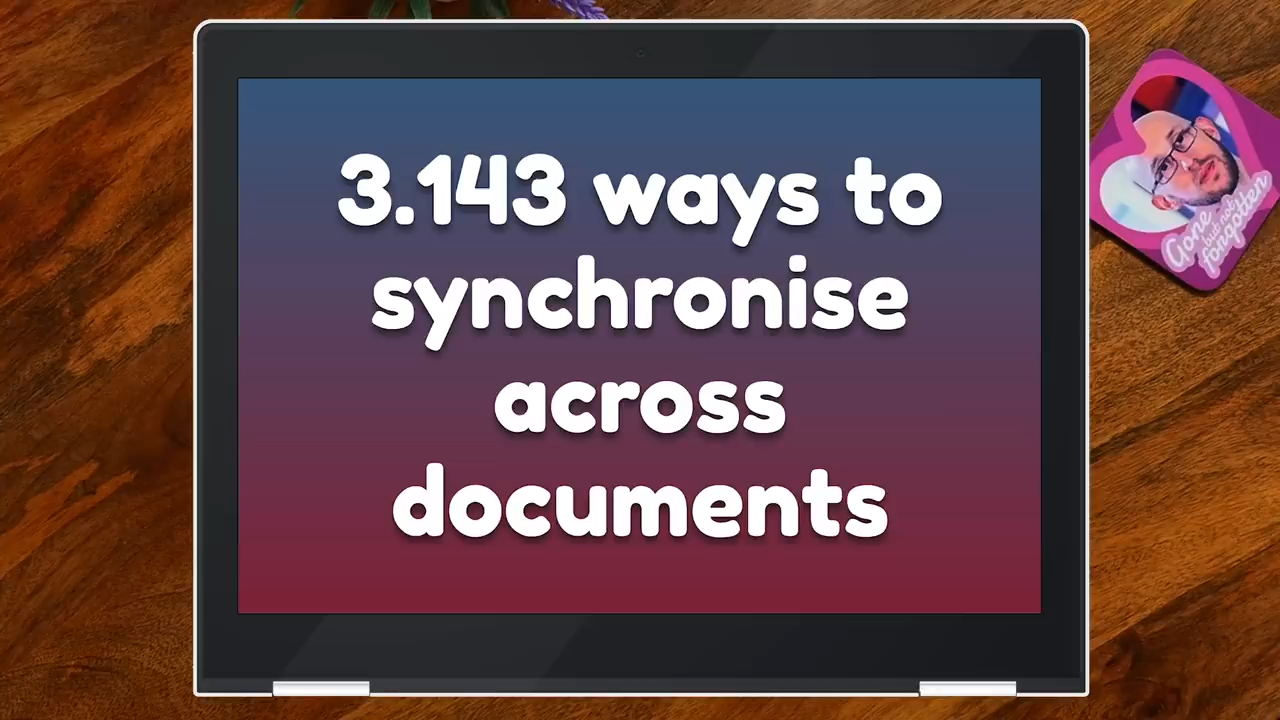 3.143 ways to
synchronise
across
documents
Gone
but not
forgotten